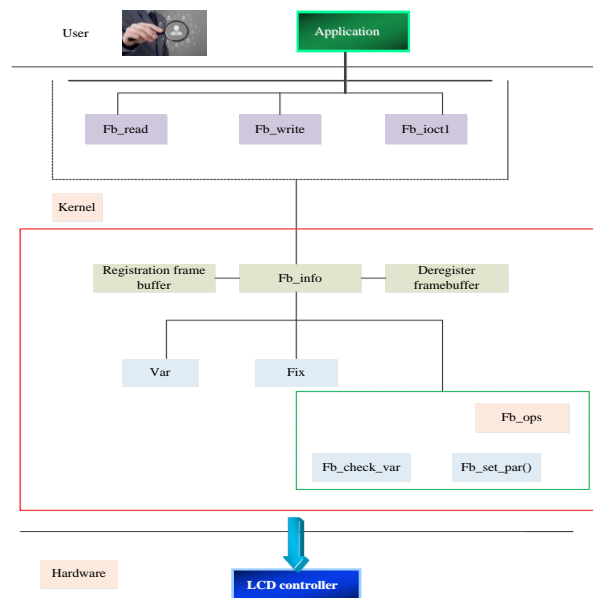 User
Application
Fb_read
Fb_write
Fb_ioct1
Kernel
Registration frame
buffer
Fb_info
Deregister
framebuffer
Var
Fix
Fb_ops
Fb_check_var
Fb_set_par()
Hardware
LCD controller